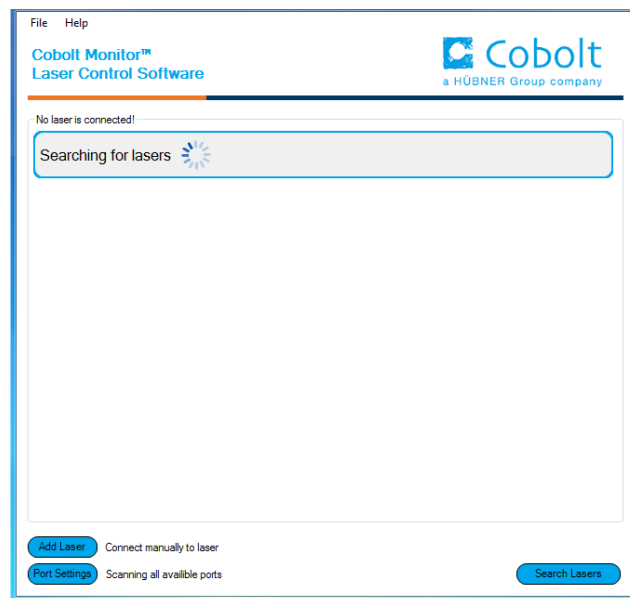 File Help
Cobolt Monitor™
Laser Control Software
Cobolt
a HÜBNER Group company
No laser is connected!
Searching for lasers
Add Laser Connect manually to laser
Port Settings Scanning all availible ports
Search Lasers